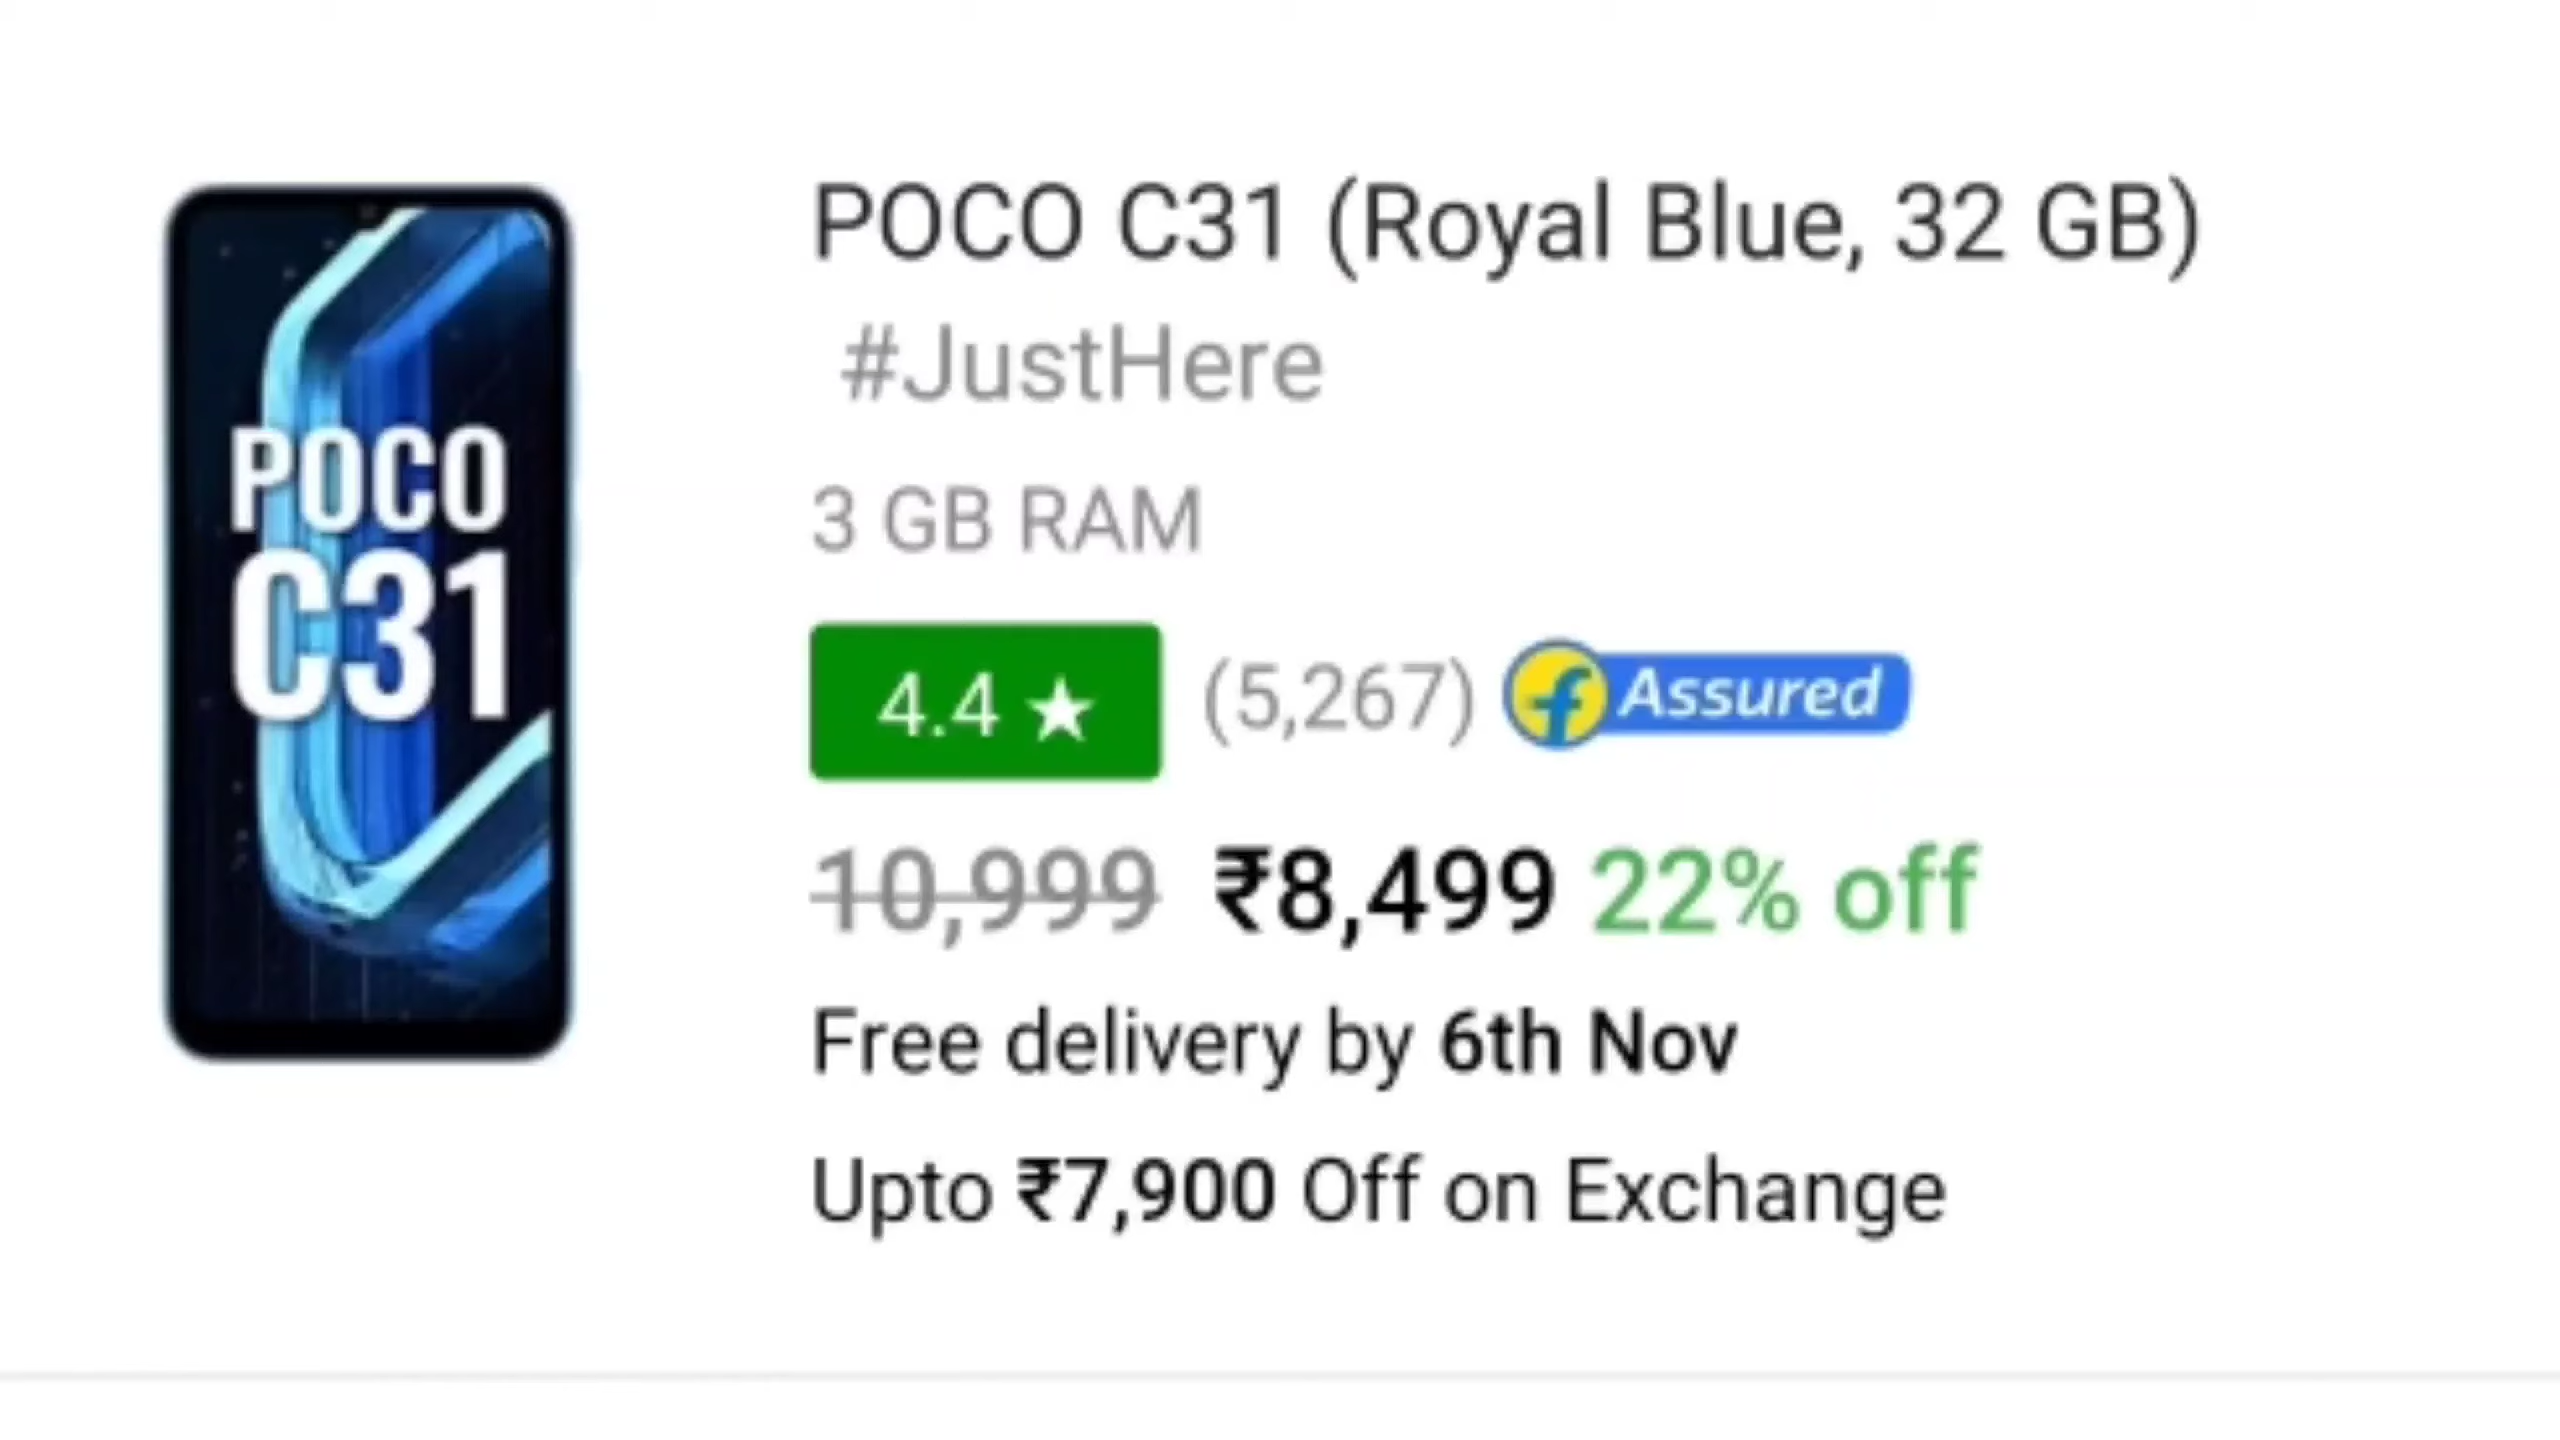 POCO
C31
POCO C31 (Royal Blue, 32 GB)
#JustHere
3 GB RAM
4.4 ★ (5,267) f Assured
10,999 ₹8,499 22% off
Free delivery by 6th Nov
Upto ₹7,900 Off on Exchange